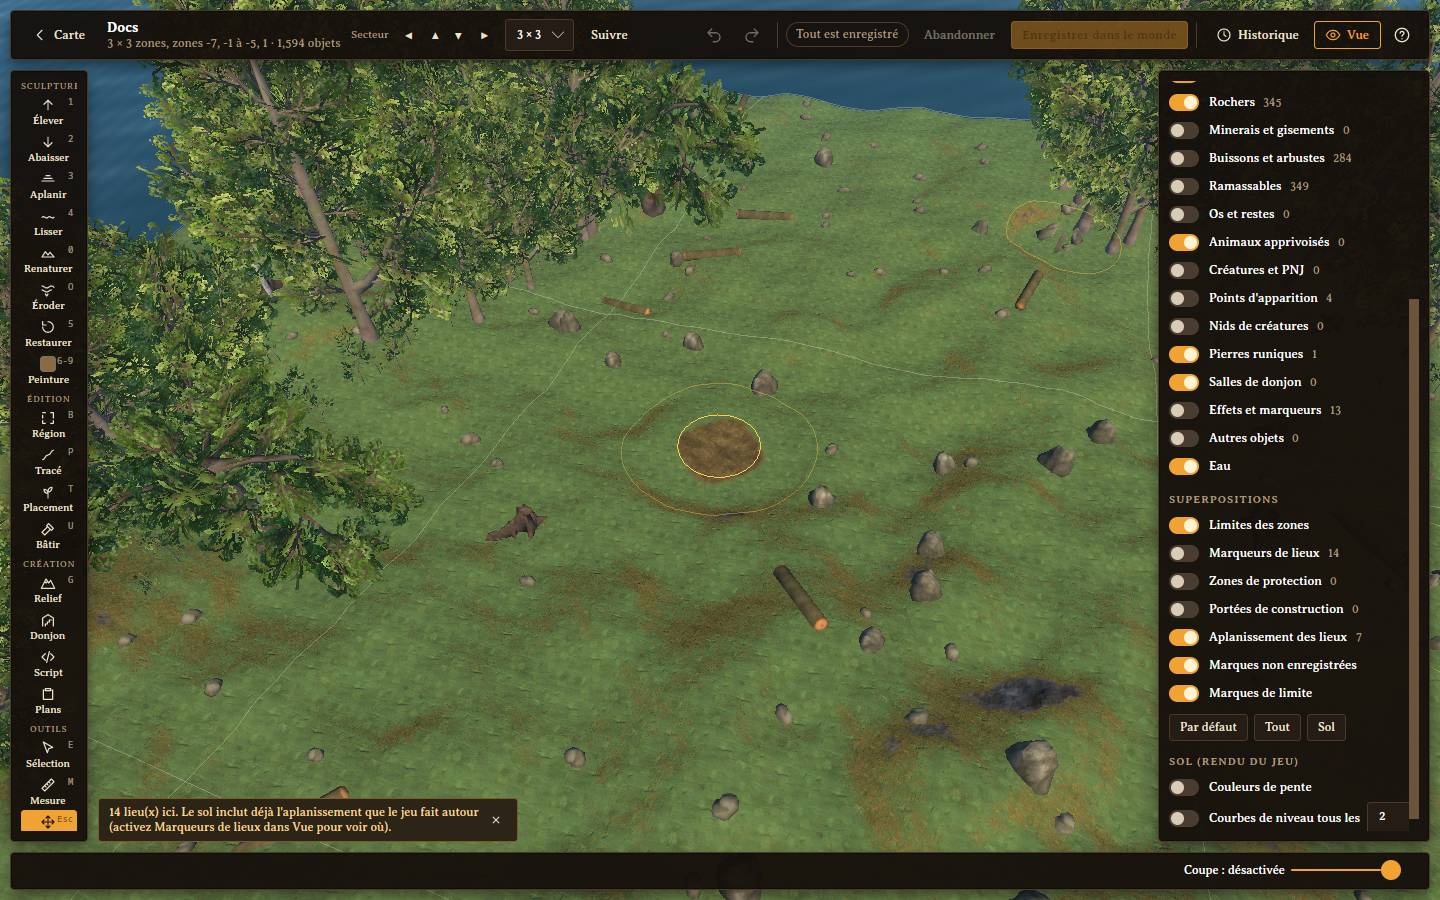 Carte
Docs
3 × 3 zones, zones -7, -1 à -5, 1 · 1,594 objets
Secteur
3 × 3
Suivre
Tout est enregistré
Abandonner
Enregistrer dans le monde
Historique
Vue
SCULPTURE
1
Élever
2
Abaisser
3
Aplanir
4
Lisser
0
Renaturer
O
Éroder
5
Restaurer
6-9
Peinture
ÉDITION
B
Région
P
Tracé
T
Placement
U
Bâtir
CRÉATION
G
Relief
Donjon
Script
Plans
OUTILS
E
Sélection
M
Mesure
Esc
Rochers 345
Minerais et gisements 0
Buissons et arbustes 284
Ramassables 349
Os et restes 0
Animaux apprivoisés 0
Créatures et PNJ 0
Points d'apparition 4
Nids de créatures 0
Pierres runiques 1
Salles de donjon 0
Effets et marqueurs 13
Autres objets 0
Eau
SUPERPOSITIONS
Limites des zones
Marqueurs de lieux 14
Zones de protection 0
Portées de construction 0
Aplanissement des lieux 7
Marques non enregistrées
Marques de limite
Par défaut
Tout
Sol
SOL (RENDU DU JEU)
Couleurs de pente
Courbes de niveau tous les 2
14 lieu(x) ici. Le sol inclut déjà l'aplanissement que le jeu fait autour
(activez Marqueurs de lieux dans Vue pour voir où).
Coupe : désactivée